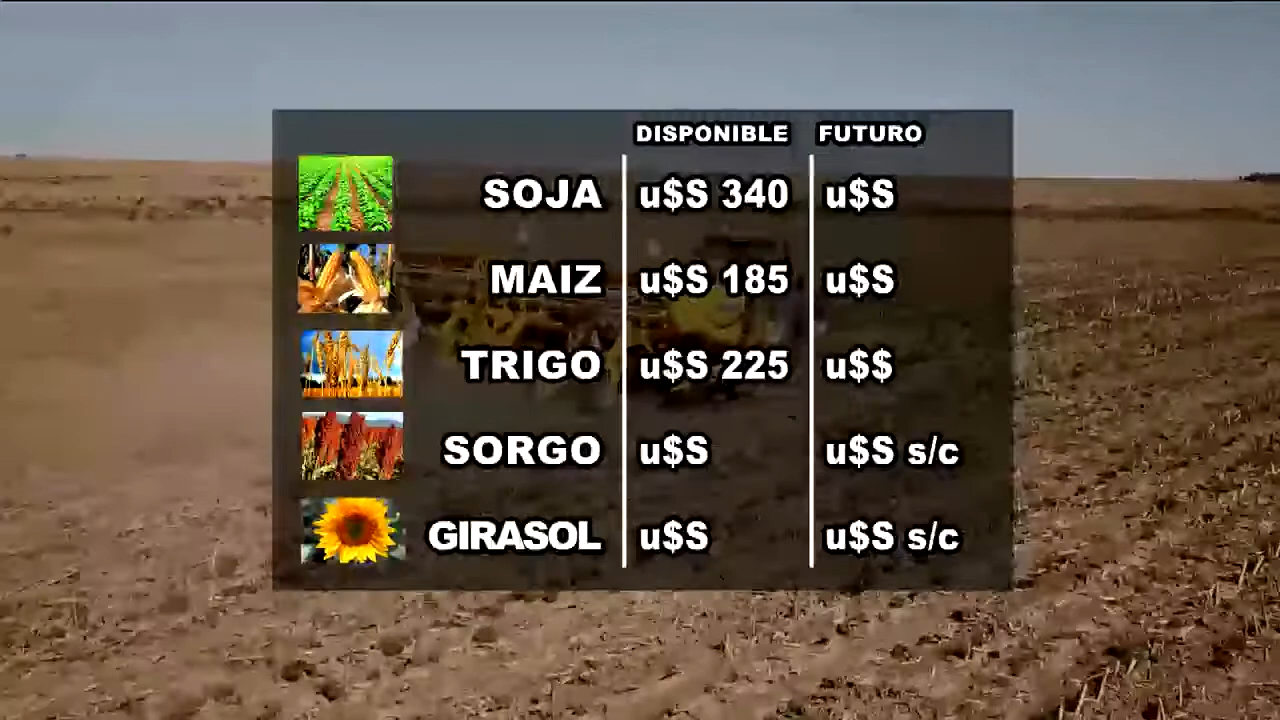 DISPONIBLE FUTURO
SOJA u$S 340 u$S
MAIZ u$S 185 u$S
TRIGO u$S 225 u$$
SORGO u$S u$S s/c
GIRASOL u$S u$S s/c